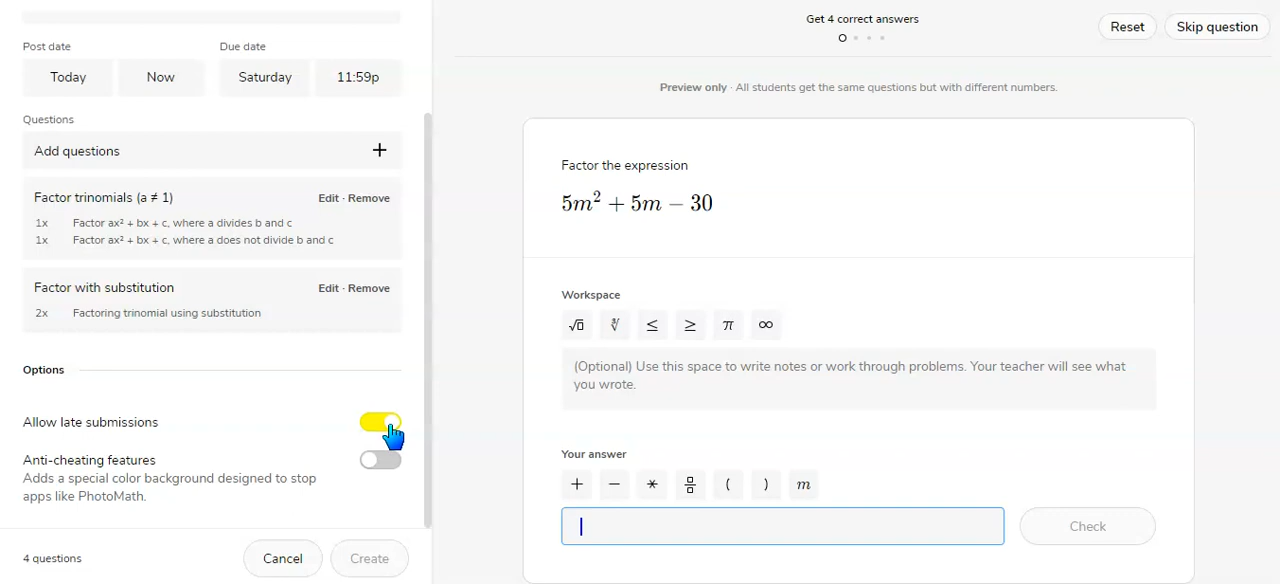 Post date
Due date
Today
Now
Saturday
11:59p
Questions
Add questions
+
Factor trinomials (a ≠ 1)
Edit · Remove
1x Factor ax² + bx + c, where a divides b and c
1x Factor ax² + bx + c, where a does not divide b and c
Factor with substitution
Edit · Remove
2x Factoring trinomial using substitution
Options
Allow late submissions
Anti-cheating features
Adds a special color background designed to stop
apps like PhotoMath.
4 questions
Cancel
Create
Get 4 correct answers
Reset
Skip question
Preview only · All students get the same questions but with different numbers.
Factor the expression
5m² + 5m − 30
Workspace
√▯ ∛ ≤ ≥ π ∞
(Optional) Use this space to write notes or work through problems. Your teacher will see what
you wrote.
Your answer
+ − * ▯/▯ ( ) m
Check